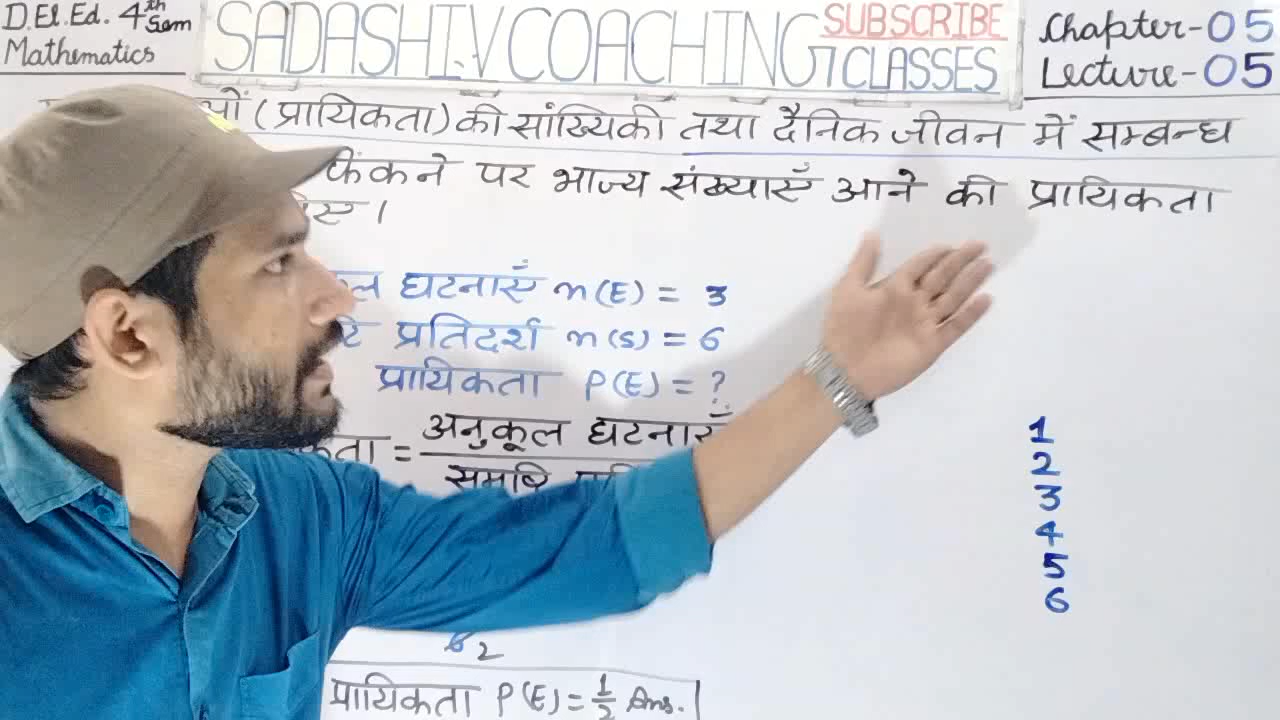 D.El.Ed. 4th Sem
Mathematics
SADASHIV COACHING CLASSES
SUBSCRIBE
Chapter-05
Lecture-05
ओं (प्रायिकता) की सांख्यिकी तथा दैनिक जीवन में सम्बन्ध
फेंकने पर भाज्य संख्याएँ आने की प्रायिकता
घटनाएँ n(E) = 3
प्रतिदर्श n(S) = 6
प्रायिकता P(E) = ?
= अनुकूल घटनाएँ
समष्टि
6 2
प्रायिकता P(E) = 1/2 Ans.
1
2
3
4
5
6